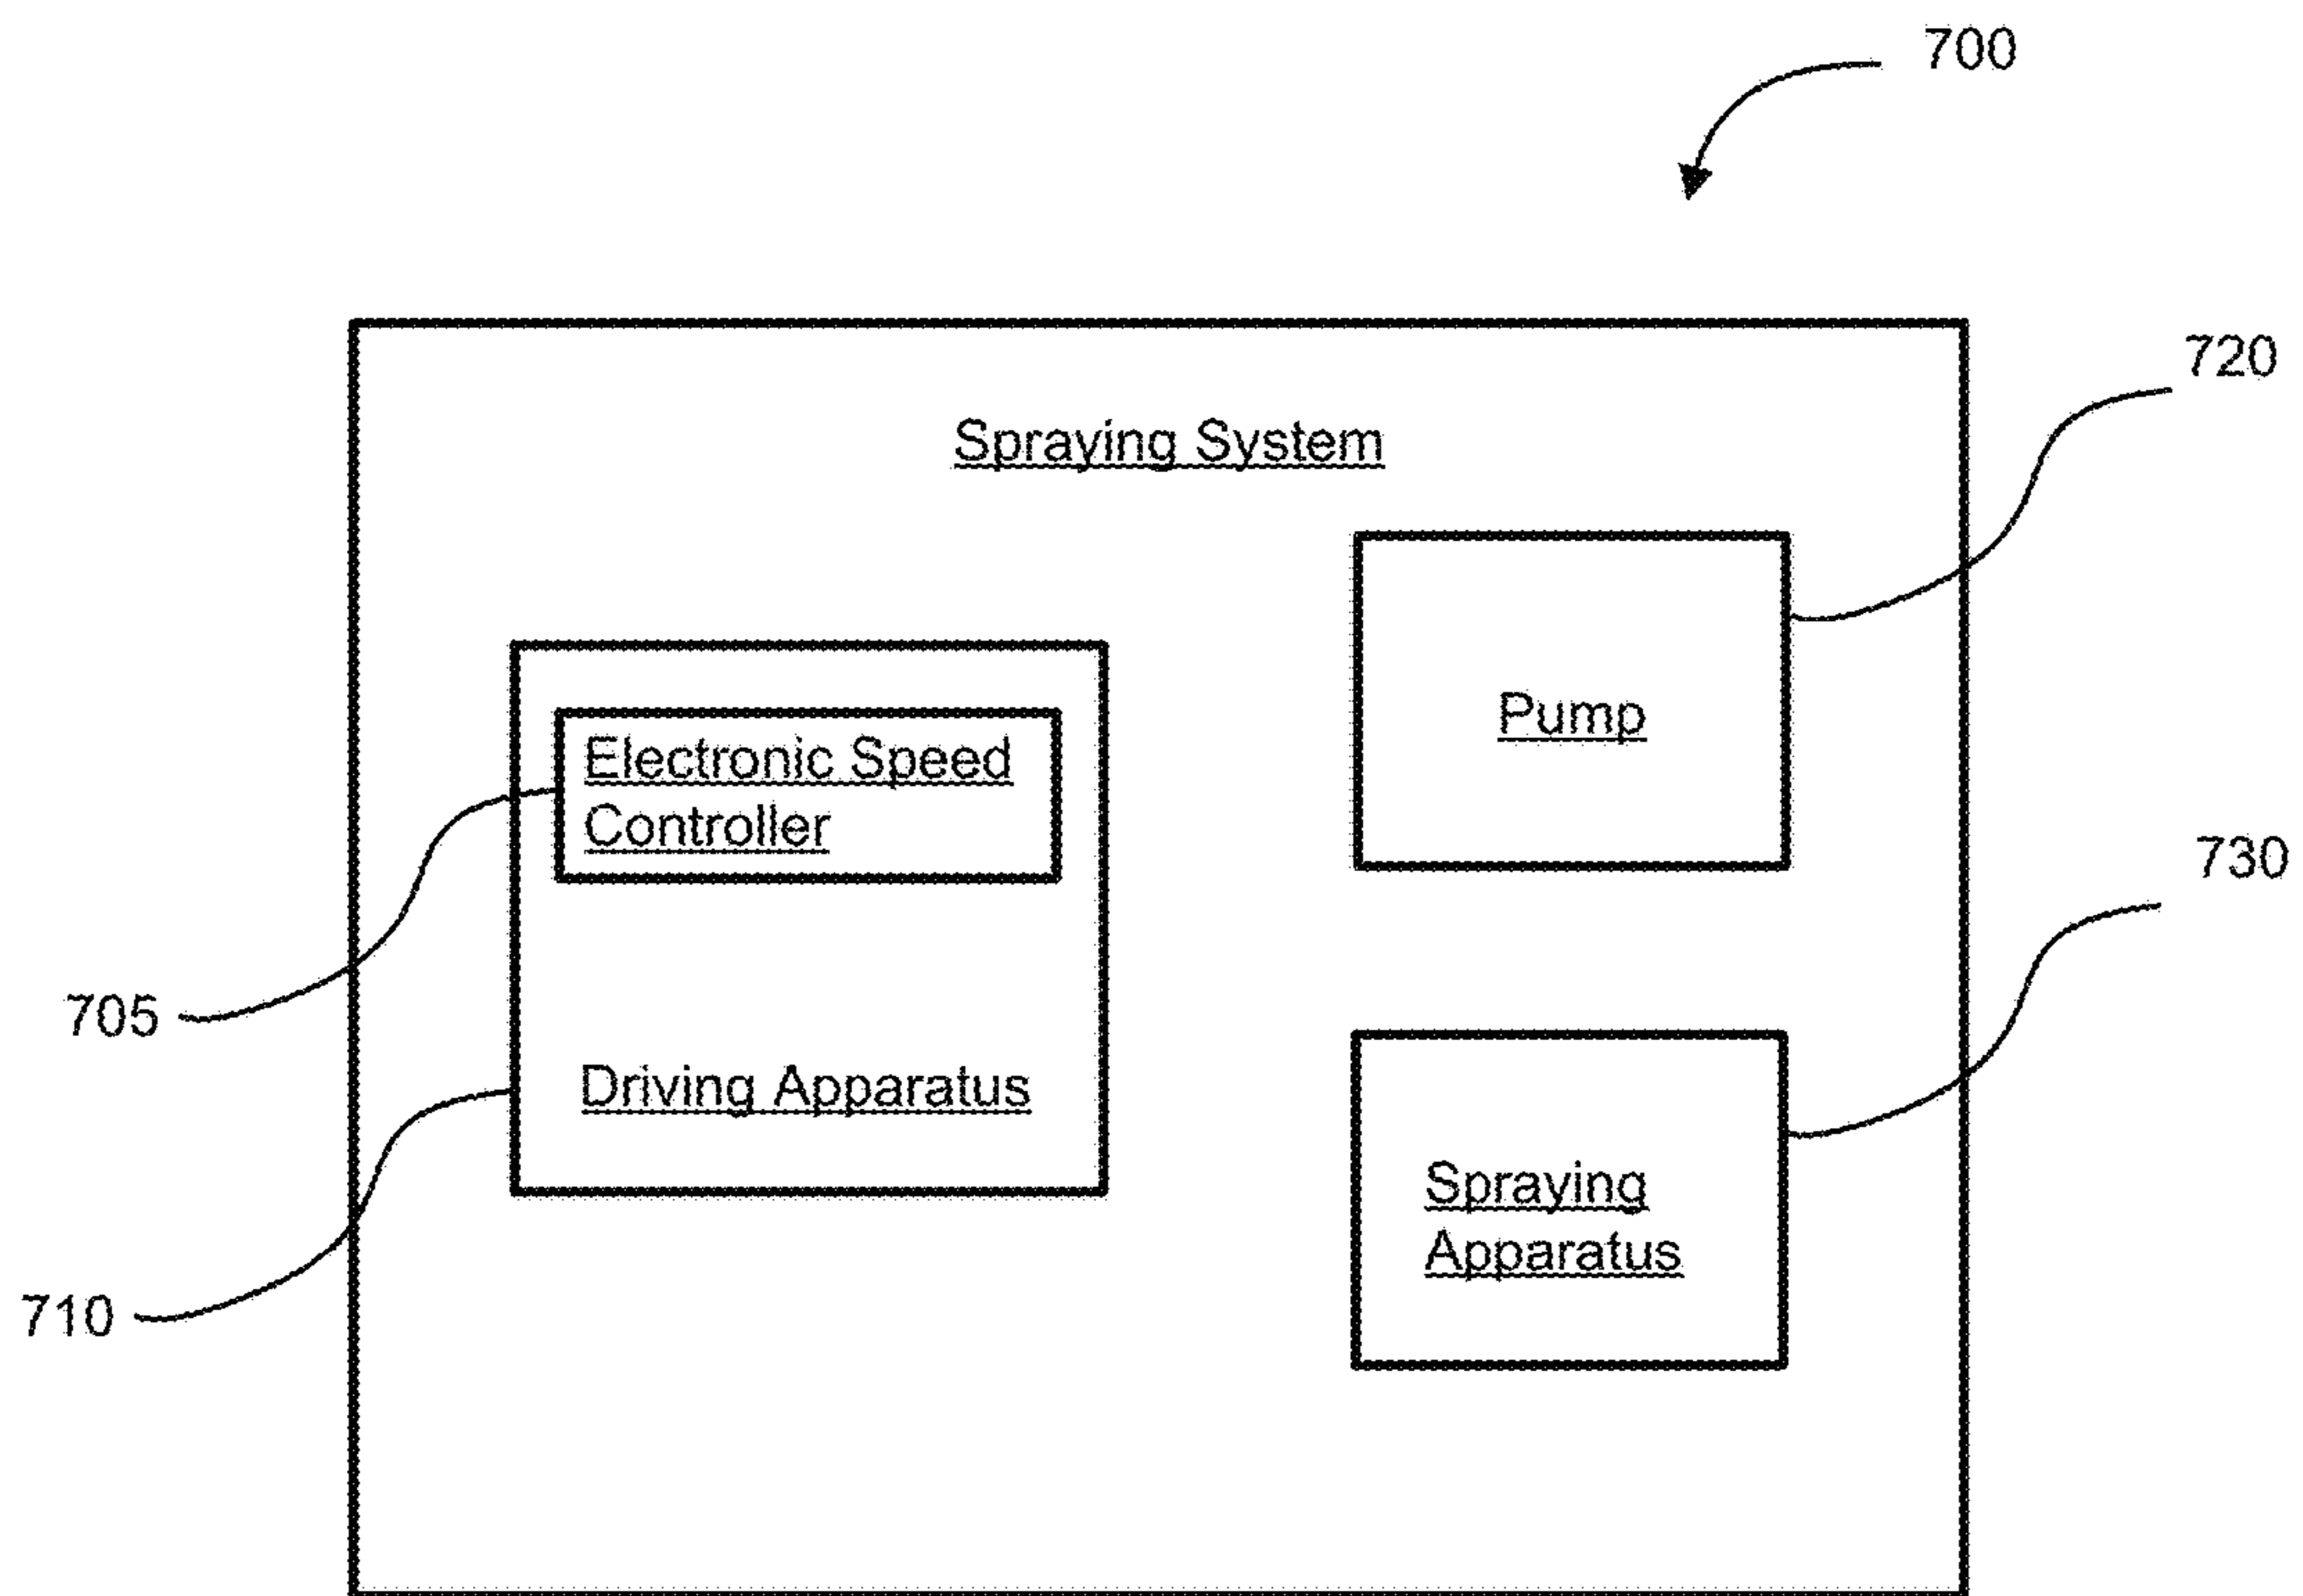 700
720
Spraying System
Pump
Electronic Speed
Controller
730
705
Driving Apparatus
Spraying
Apparatus
710